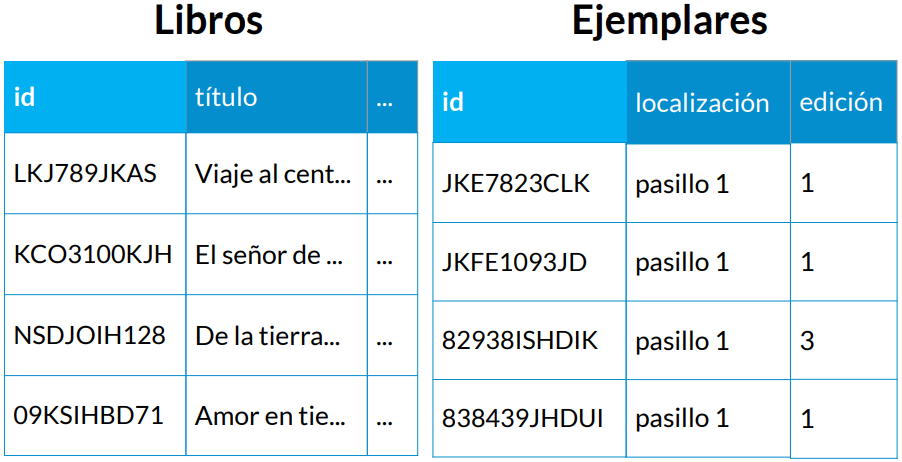 Libros
id título ...
LKJ789JKAS Viaje al cent... ...
KCO3100KJH El señor de ... ...
NSDJOIH128 De la tierra... ...
09KSIHBD71 Amor en tie... ...
Ejemplares
id localización edición
JKE7823CLK pasillo 1 1
JKFE1093JD pasillo 1 1
82938ISHDIK pasillo 1 3
838439JHDUI pasillo 1 1